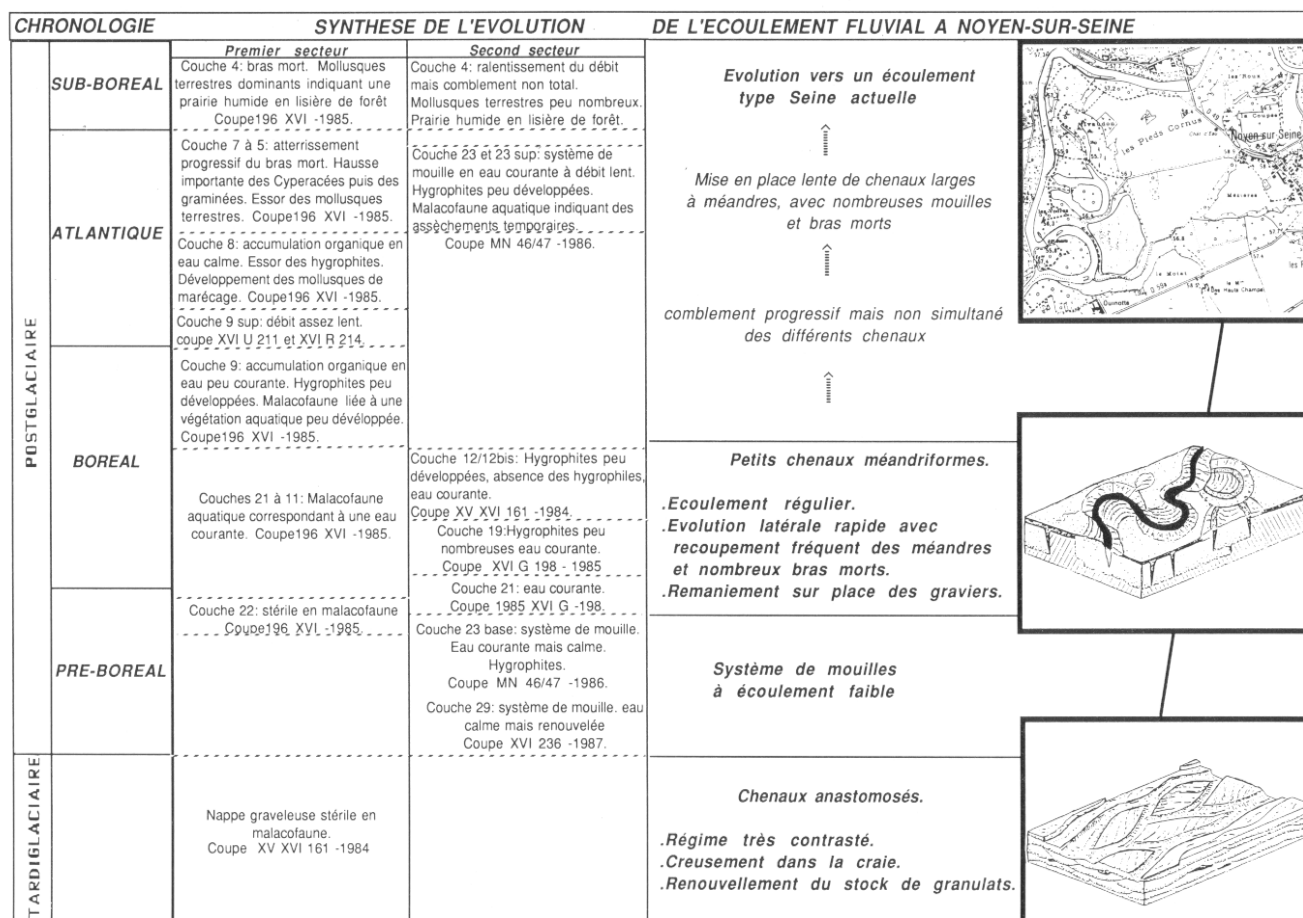 CHRONOLOGIE
SYNTHESE DE L'EVOLUTION DE L'ECOULEMENT FLUVIAL A NOYEN-SUR-SEINE
Premier secteur
Second secteur
POSTGLACIAIRE
SUB-BOREAL
Couche 4: bras mort. Mollusques
terrestres dominants indiquant une
prairie humide en lisière de forêt
Coupe196 XVI -1985.
Couche 4: ralentissement du débit
mais comblement non total.
Mollusques terrestres peu nombreux.
Prairie humide en lisière de forêt.
Evolution vers un écoulement
type Seine actuelle
ATLANTIQUE
Couche 7 à 5: atterrissement
progressif du bras mort. Hausse
importante des Cyperacées puis des
graminées. Essor des mollusques
terrestres. Coupe196 XVI -1985.
Couche 23 et 23 sup: système de
mouille en eau courante à débit lent.
Hygrophites peu développées.
Malacofaune aquatique indiquant des
assèchements temporaires.
Coupe MN 46/47 -1986.
Mise en place lente de chenaux larges
à méandres, avec nombreuses mouilles
et bras morts
Couche 8: accumulation organique en
eau calme. Essor des hygrophites.
Développement des mollusques de
marécage. Coupe196 XVI -1985.
Couche 9 sup: débit assez lent.
coupe XVI U 211 et XVI R 214.
comblement progressif mais non simultané
des différents chenaux
BOREAL
Couche 9: accumulation organique en
eau peu courante. Hygrophites peu
développées. Malacofaune liée à une
végétation aquatique peu dévéloppée.
Coupe196 XVI -1985.
Couches 21 à 11: Malacofaune
aquatique correspondant à une eau
courante. Coupe196 XVI -1985.
Couche 12/12bis: Hygrophites peu
développées, absence des hygrophiles,
eau courante.
Coupe XV XVI 161 -1984.
Couche 19:Hygrophites peu
nombreuses eau courante.
Coupe XVI G 198 - 1985
Petits chenaux méandriformes.
.Ecoulement régulier.
.Evolution latérale rapide avec
recoupement fréquent des méandres
et nombreux bras morts.
.Remaniement sur place des graviers.
PRE-BOREAL
Couche 22: stérile en malacofaune
Coupe196 XVI -1985.
Couche 21: eau courante.
Coupe 1985 XVI G -198.
Couche 23 base: système de mouille.
Eau courante mais calme.
Hygrophites.
Coupe MN 46/47 -1986.
Couche 29: système de mouille. eau
calme mais renouvelée
Coupe XVI 236 -1987.
Système de mouilles
à écoulement faible
TARDIGLACIAIRE
Nappe graveleuse stérile en
malacofaune.
Coupe XV XVI 161 -1984
Chenaux anastomosés.
.Régime très contrasté.
.Creusement dans la craie.
.Renouvellement du stock de granulats.
les Roux
la Coupée
les Pieds Cornus
Noyen sur Seine
Mézières
le Motet
D 59A
Guinotte
Haute Champel